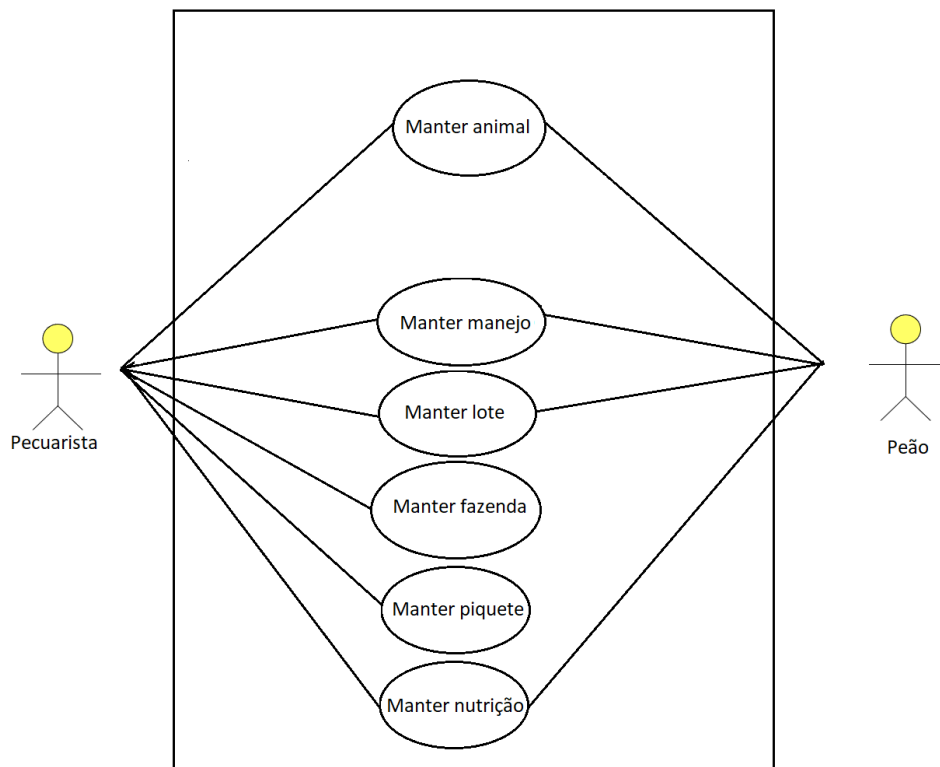 Manter animal
Manter manejo
Manter lote
Pecuarista
Peão
Manter fazenda
Manter piquete
Manter nutrição